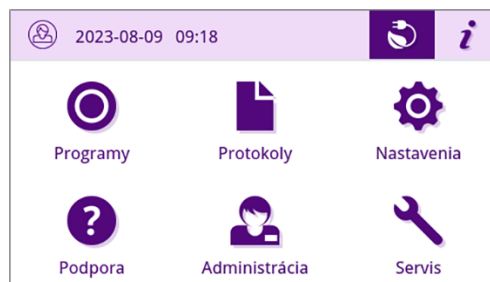 2023-08-09 09:18
Programy
Protokoly
Nastavenia
Podpora
Administrácia
Servis